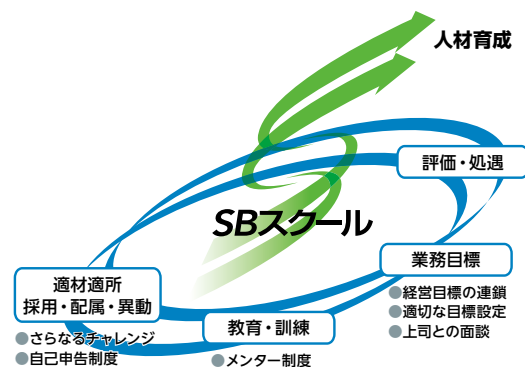 人材育成
評価・処遇
SBスクール
業務目標
●経営目標の連鎖
●適切な目標設定
●上司との面談
適材適所
採用・配属・異動
●さらなるチャレンジ
●自己申告制度
教育・訓練
●メンター制度